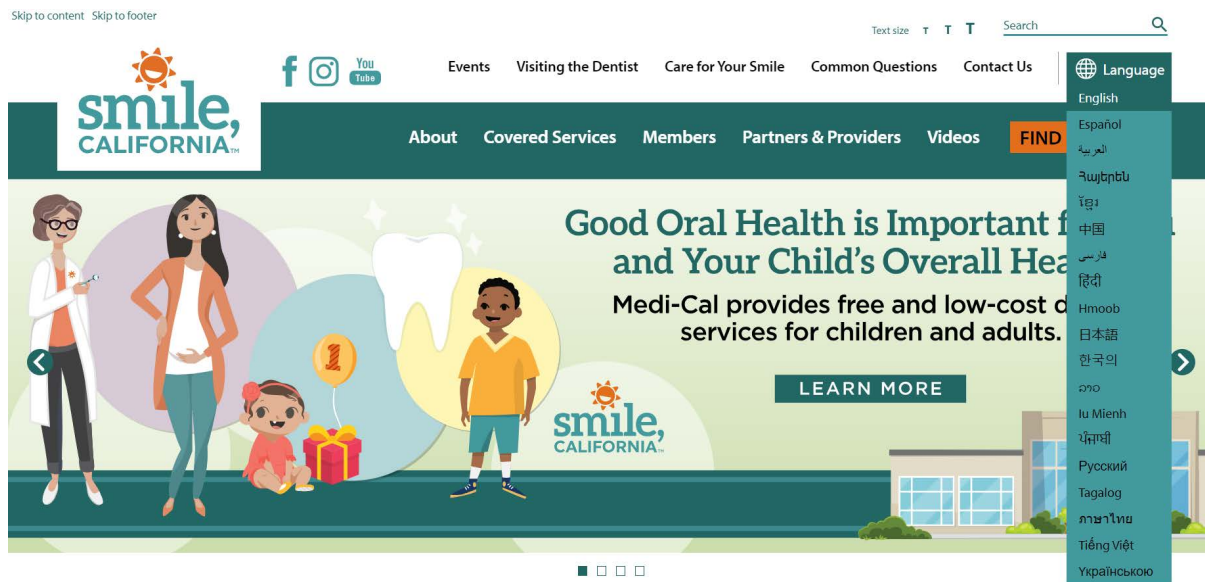 Skip to content Skip to footer
Text size T T T Search
smile,
CALIFORNIA™
You
Tube
Events Visiting the Dentist Care for Your Smile Common Questions Contact Us
Language
About Covered Services Members Partners & Providers Videos FIND
English
Español
العربية
Հայերեն
ខ្មែរ
中国
فارسی
हिंदी
Hmoob
日本語
한국의
ລາວ
Iu Mienh
ਪੰਜਾਬੀ
Русский
Tagalog
ภาษาไทย
Tiếng Việt
Українською
Good Oral Health is Important
and Your Child's Overall
Medi-Cal provides free and low-cost
services for children and adults.
LEARN MORE
1
smile,
CALIFORNIA™